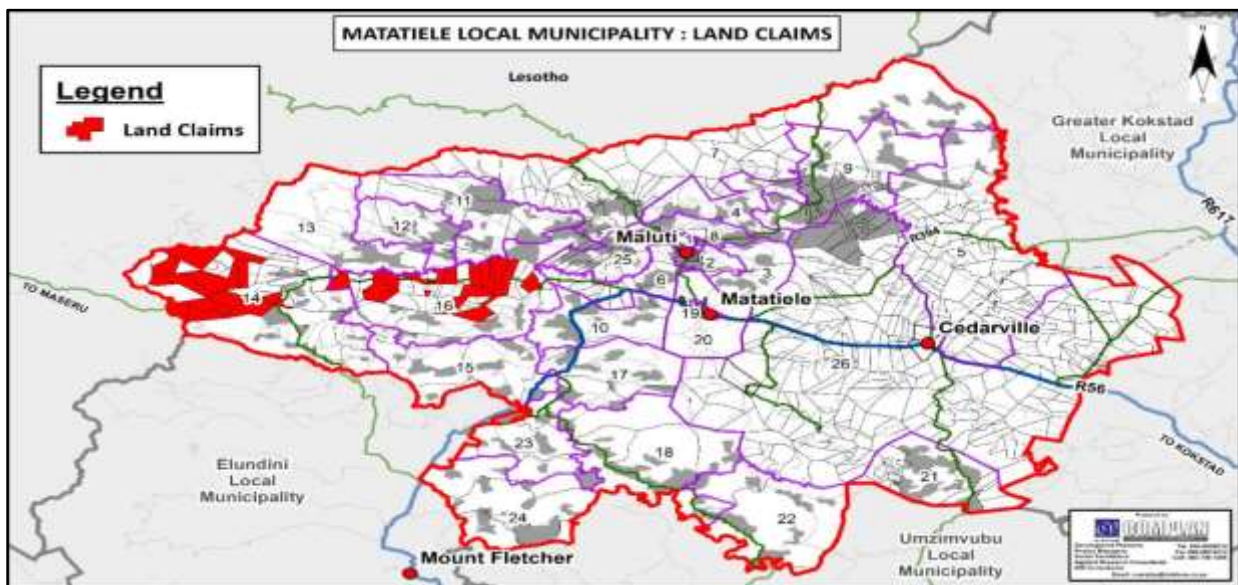 MATATIELE LOCAL MUNICIPALITY : LAND CLAIMS
Legend
Land Claims
Lesotho
N
Greater Kokstad
Local
Municipality
R617
7
9
11
4
13
12
8
Maluti
2
25
3
5
6
TO MASERU
14
16
Matatiele
19
10
20
Cedarville
26
15
17
R56
23
18
TO KOKSTAD
Elundini
Local
Municipality
21
24
22
Umzimvubu
Local
Municipality
Mount Fletcher